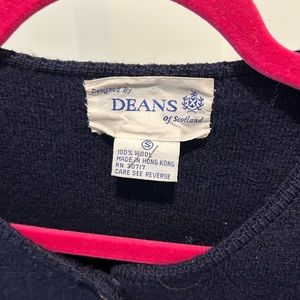 Designed By
DEANS
of Scotland
S
100% WOOL
MADE IN HONG KONG
RN 30717
CARE SEE REVERSE